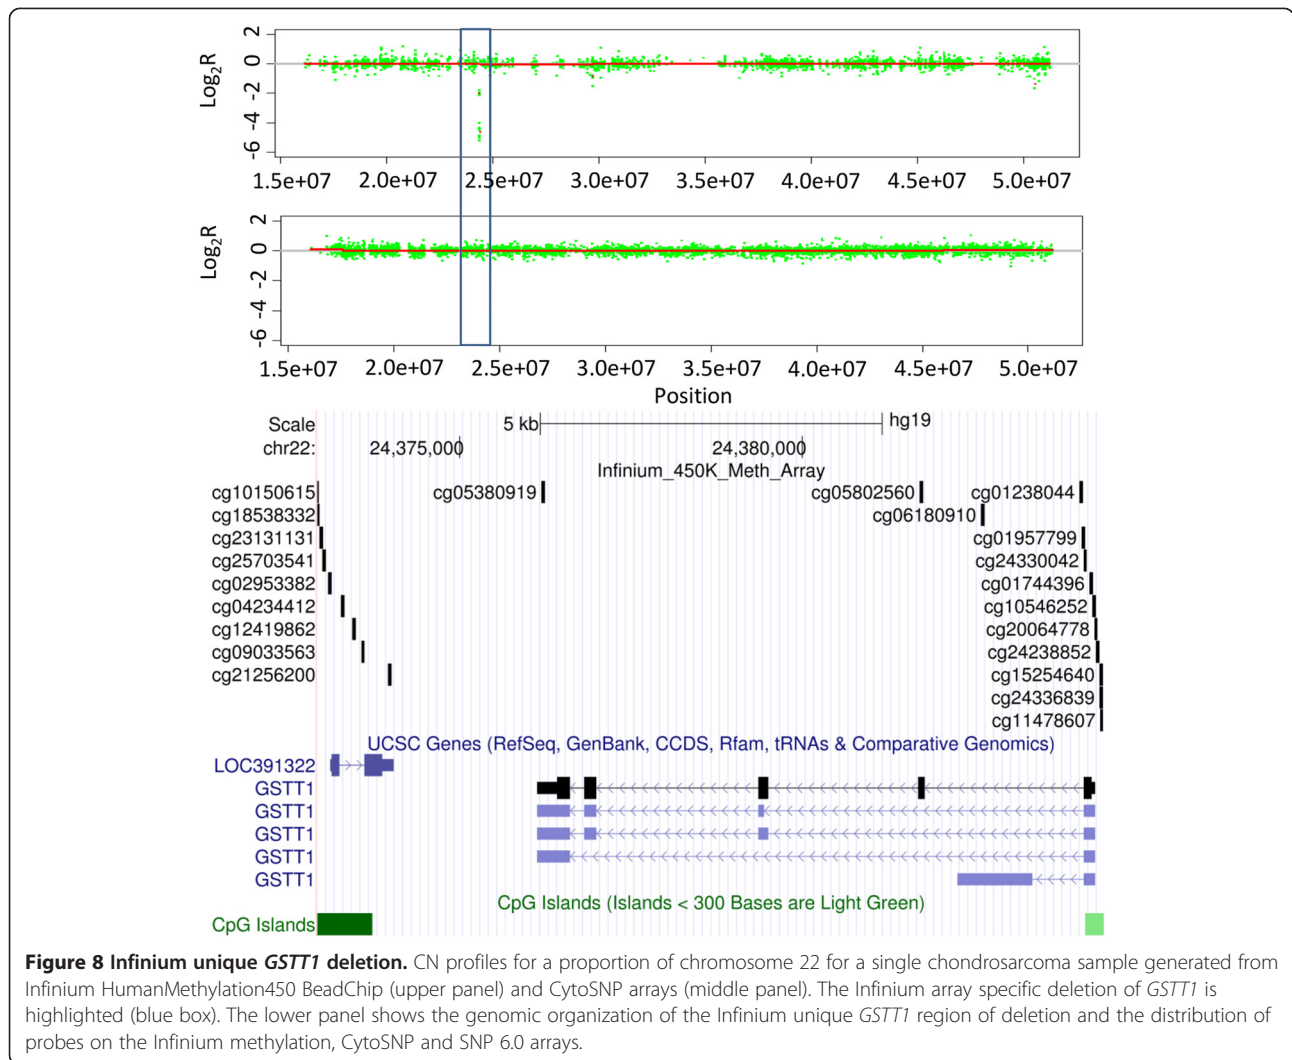 2
0
-2
-4
-6
Log2R
1.5e+07 2.0e+07 2.5e+07 3.0e+07 3.5e+07 4.0e+07 4.5e+07 5.0e+07
2
0
-2
-4
-6
Log2R
1.5e+07 2.0e+07 2.5e+07 3.0e+07 3.5e+07 4.0e+07 4.5e+07 5.0e+07
Position
Scale 5 kb hg19
chr22: 24,375,000 24,380,000
Infinium_450K_Meth_Array
cg10150615 cg05380919 cg05802560 cg01238044
cg18538332 cg06180910
cg23131131 cg01957799
cg25703541 cg24330042
cg02953382 cg01744396
cg04234412 cg10546252
cg12419862 cg20064778
cg09033563 cg24238852
cg21256200 cg15254640
cg24336839
cg11478607
UCSC Genes (RefSeq, GenBank, CCDS, Rfam, tRNAs & Comparative Genomics)
LOC391322
GSTT1
GSTT1
GSTT1
GSTT1
GSTT1
CpG Islands (Islands < 300 Bases are Light Green)
CpG Islands
Figure 8 Infinium unique GSTT1 deletion. CN profiles for a proportion of chromosome 22 for a single chondrosarcoma sample generated from
Infinium HumanMethylation450 BeadChip (upper panel) and CytoSNP arrays (middle panel). The Infinium array specific deletion of GSTT1 is
highlighted (blue box). The lower panel shows the genomic organization of the Infinium unique GSTT1 region of deletion and the distribution of
probes on the Infinium methylation, CytoSNP and SNP 6.0 arrays.